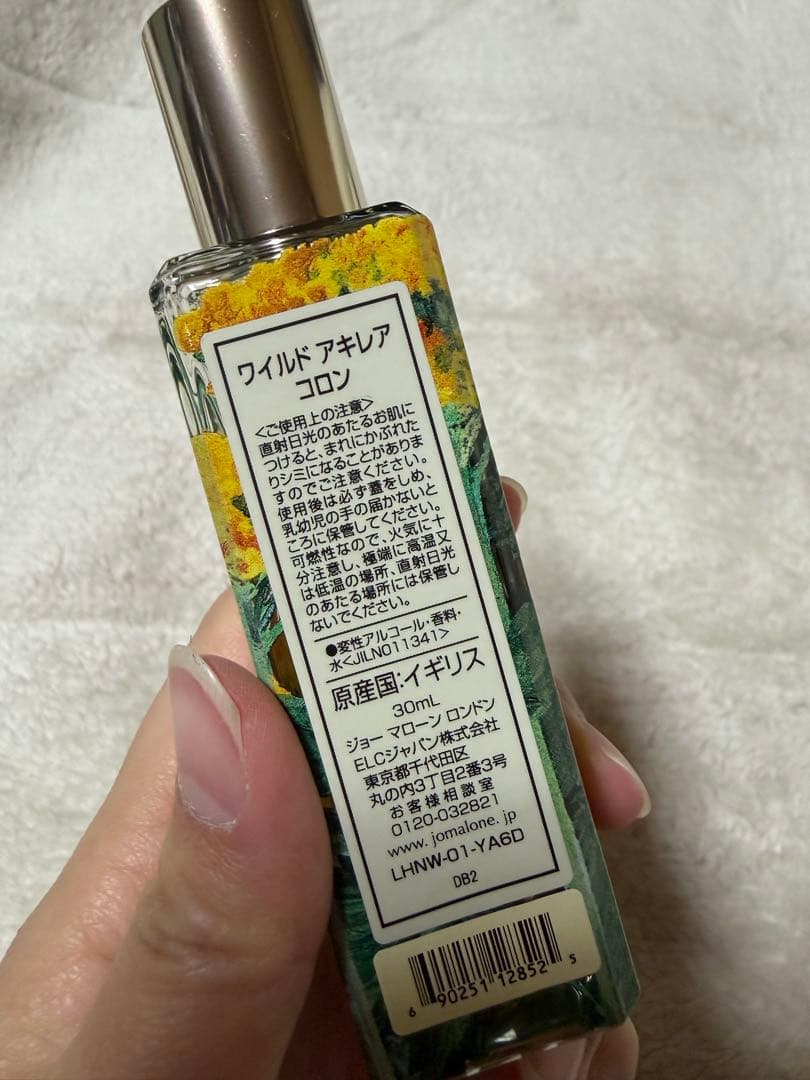 ワイルド アキレア
コロン
<ご使用上の注意>
直射日光のあたるお肌に
つけると、まれにかぶれた
りシミになることがありま
すのでご注意ください。
使用後は必ず蓋をしめ、
乳幼児の手の届かないと
ころに保管してください。
可燃性なので、火気に十
分注意し、極端に高温又
は低温の場所、直射日光
のあたる場所には保管し
ないでください。
●変性アルコール・香料・
水<JILN011341>
原産国:イギリス
30mL
ジョー マローン ロンドン
ELCジャパン株式会社
東京都千代田区
丸の内3丁目2番3号
お客様相談室
0120-032821
www.jomalone.jp
LHNW-01-YA6D
DB2
6 90251 12852 5